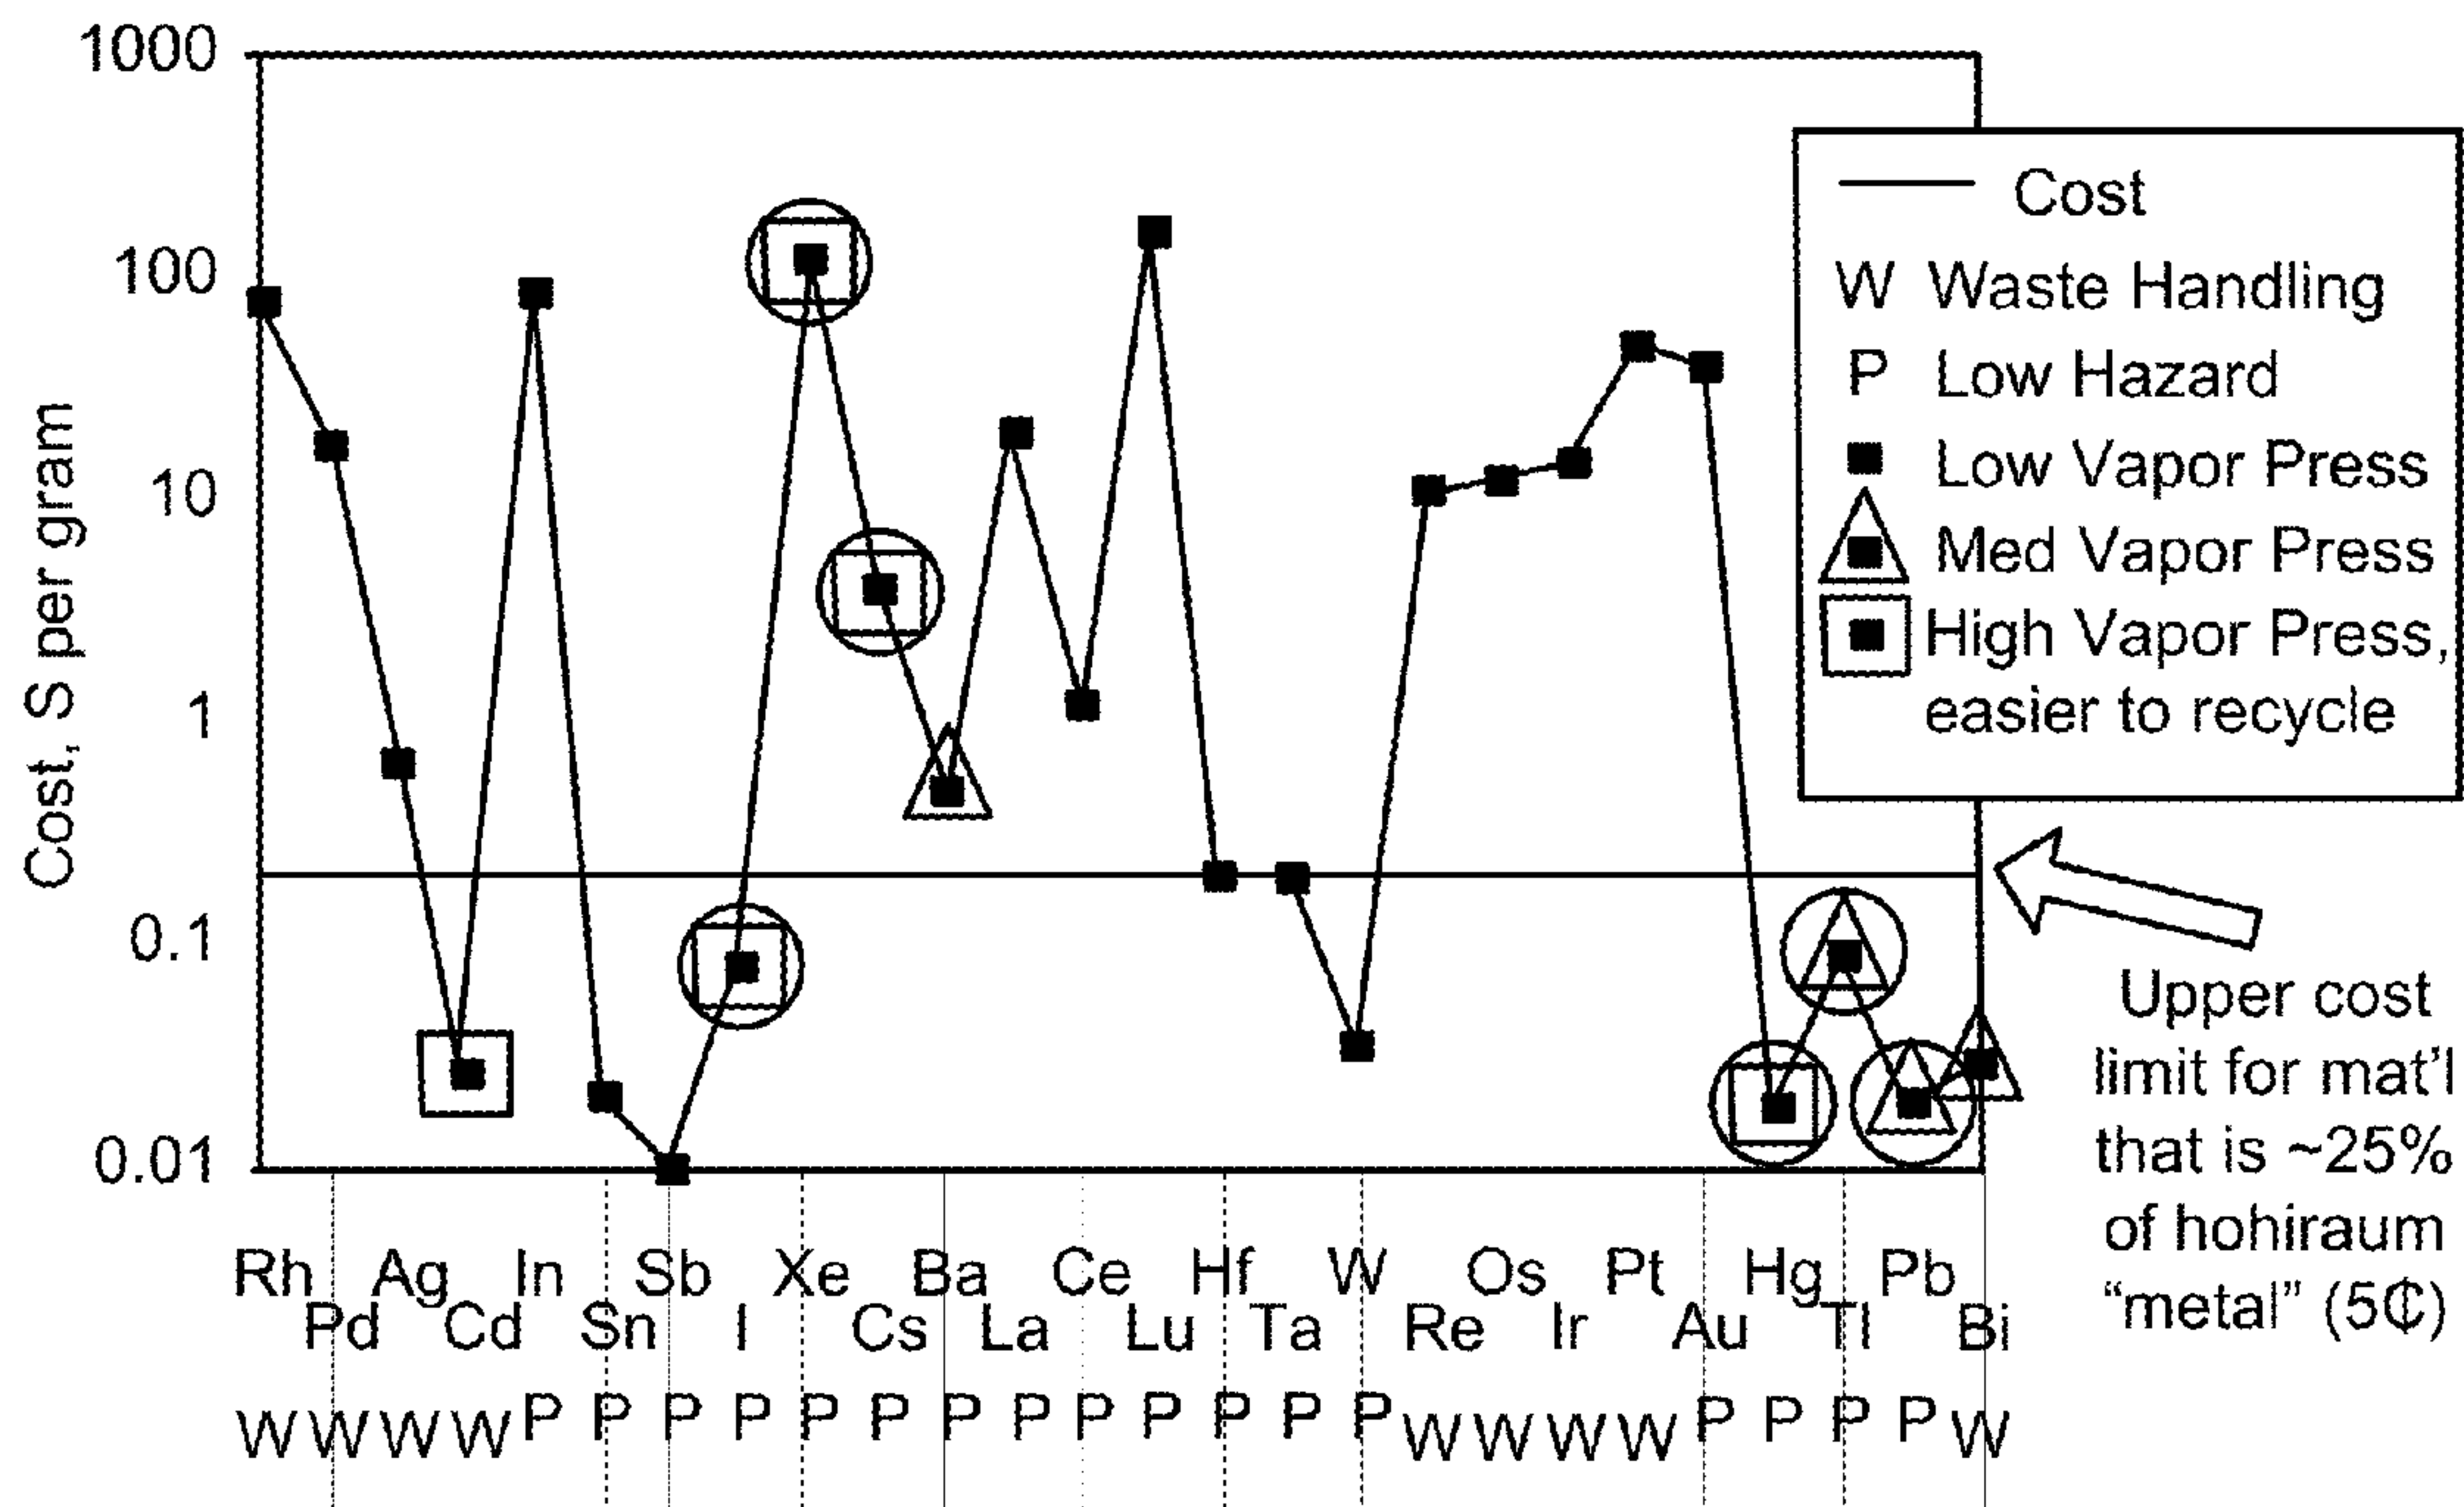 1000
100
10
1
0.1
0.01
Cost, S per gram
Cost
W Waste Handling
P Low Hazard
Low Vapor Press
Med Vapor Press
High Vapor Press,
easier to recycle
Upper cost
limit for mat'l
that is ~25%
of hohiraum
“metal” (5₵)
Rh Ag In Sb Xe Ba Ce Hf W Os Pt Hg Pb
Pd Cd Sn I Cs La Lu Ta Re Ir Au Tl Bi
W W W W P P P P P P P P P P P P P W W W W P P P P W